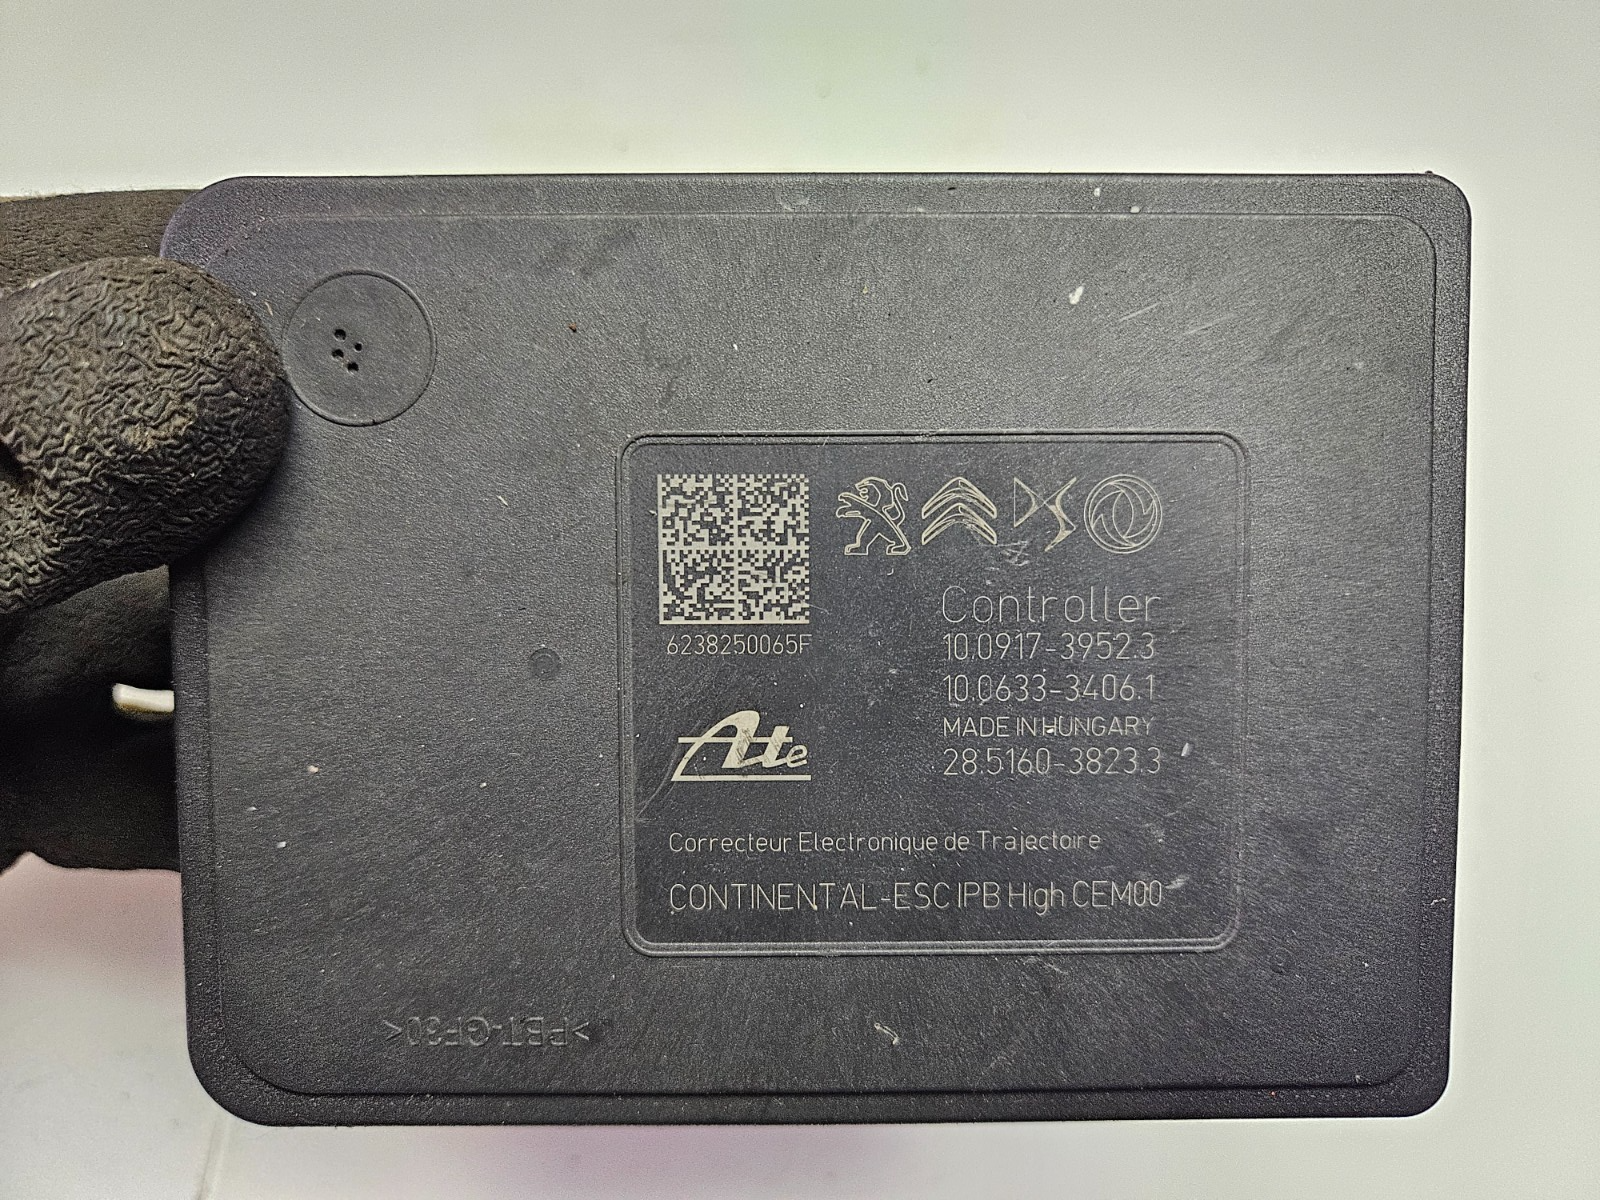 DS
6238250065F
Controller
10.0917-3952.3
10.0633-3406.1
MADE IN HUNGARY
28.5160-3823.3
Ate
Correcteur Electronique de Trajectoire
CONTINENTAL-ESC IPB High CEM00
>PBT-GF30<